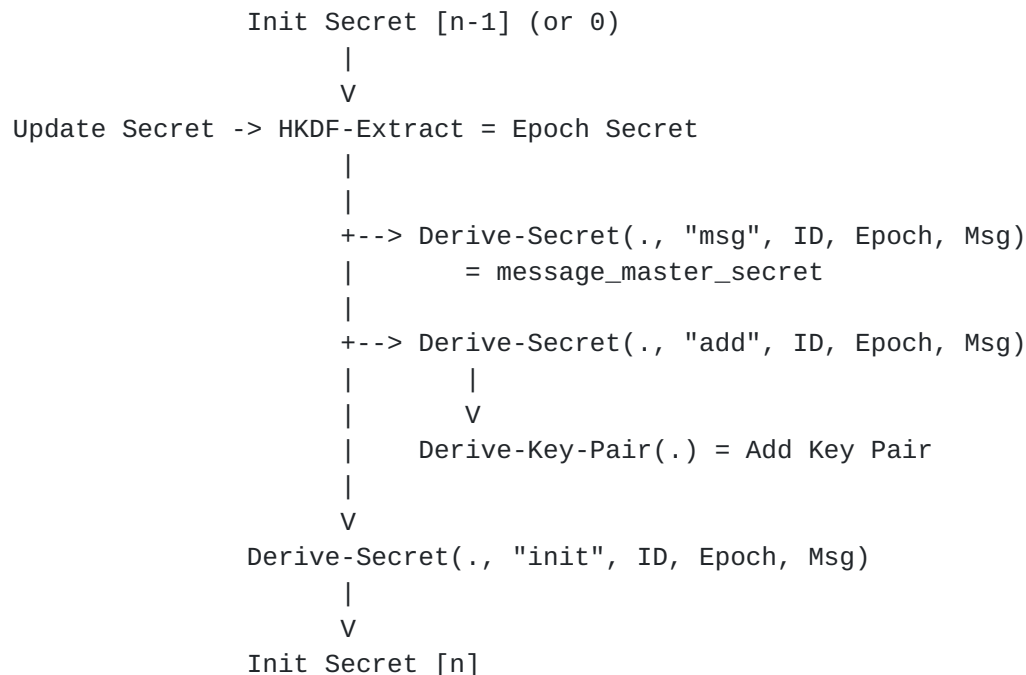 Init Secret [n-1] (or 0)
                     |
                     V
Update Secret -> HKDF-Extract = Epoch Secret
                     |
                     |
                     +--> Derive-Secret(., "msg", ID, Epoch, Msg)
                     |       = message_master_secret
                     |
                     +--> Derive-Secret(., "add", ID, Epoch, Msg)
                     |       |
                     |       V
                     |    Derive-Key-Pair(.) = Add Key Pair
                     |
                     V
               Derive-Secret(., "init", ID, Epoch, Msg)
                     |
                     V
               Init Secret [n]